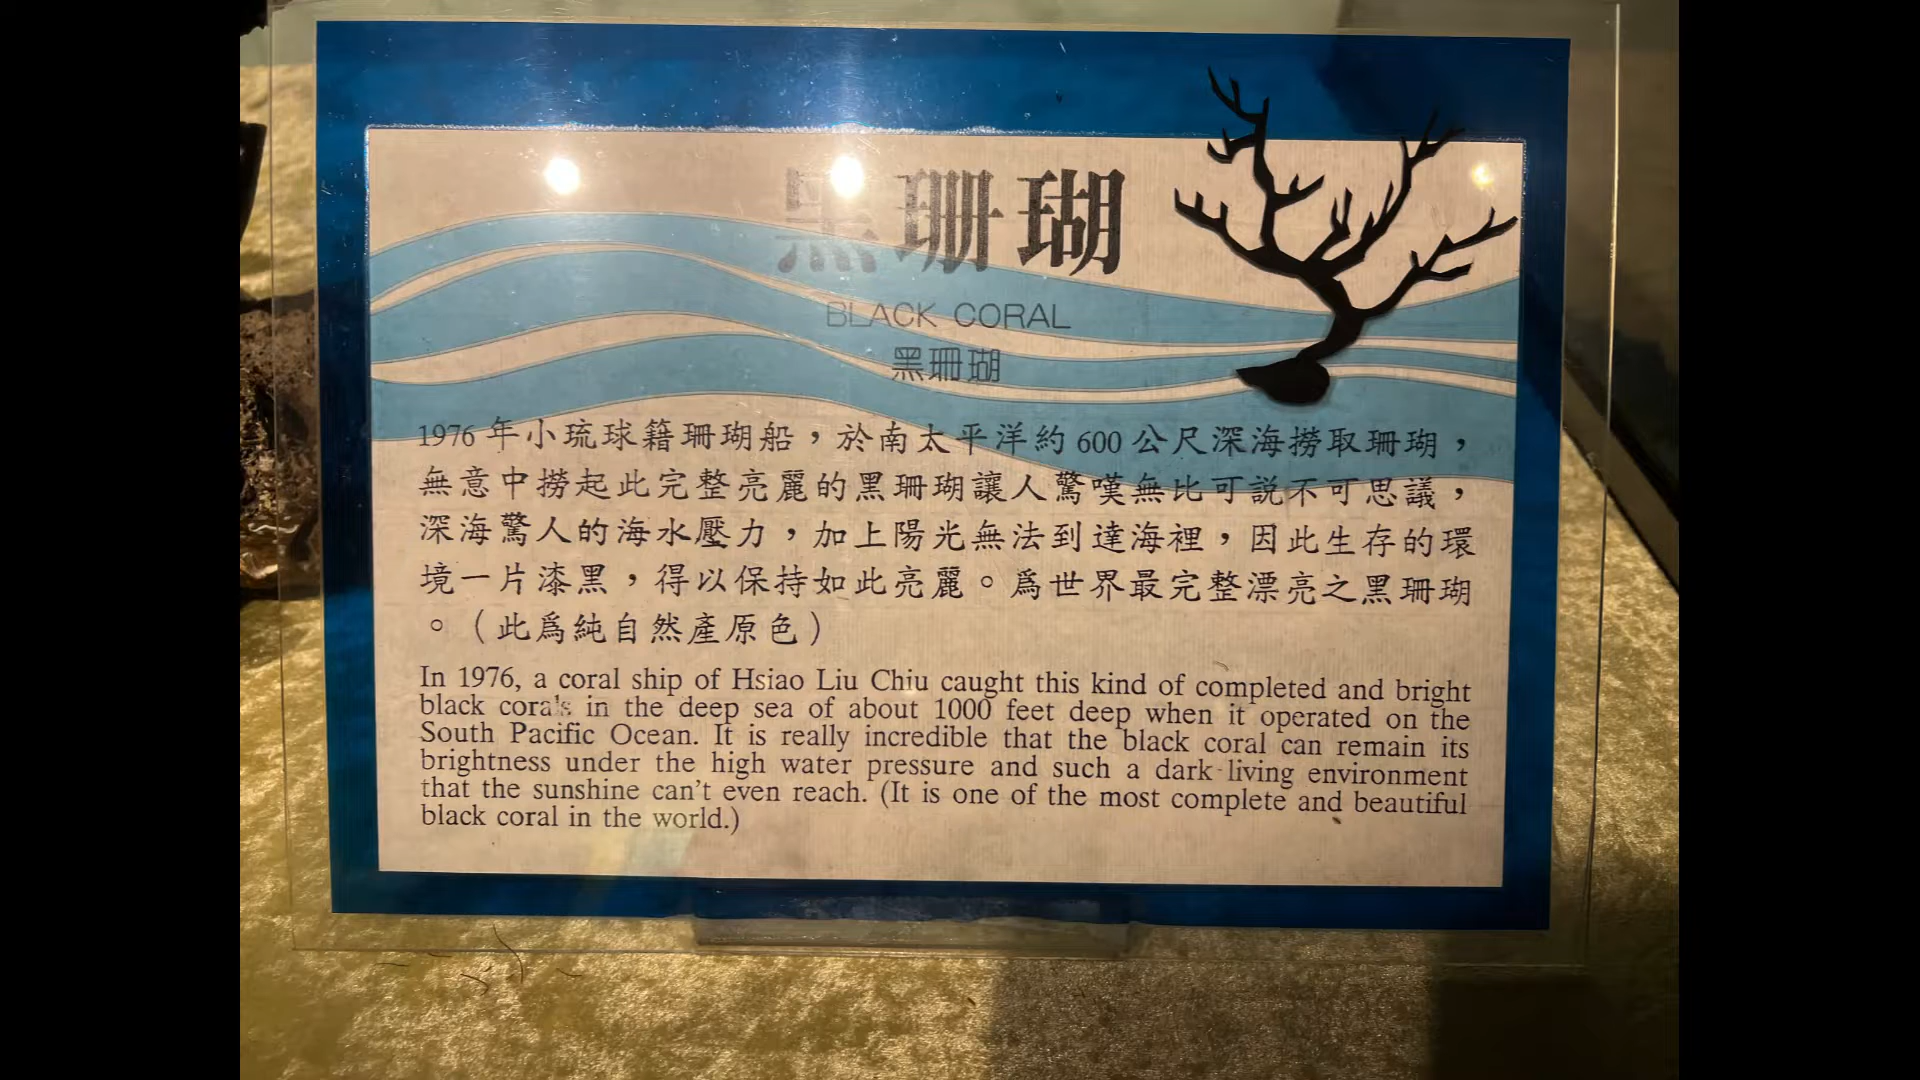 黑珊瑚
BLACK CORAL
黑珊瑚
1976年小琉球籍珊瑚船，於南太平洋約600公尺深海撈取珊瑚，
無意中撈起此完整亮麗的黑珊瑚讓人驚嘆無比可説不可思議，
深海驚人的海水壓力，加上陽光無法到達海裡，因此生存的環
境一片漆黑，得以保持如此亮麗。爲世界最完整漂亮之黑珊瑚
。（此爲純自然產原色）
In 1976, a coral ship of Hsiao Liu Chiu caught this kind of completed and bright
black corals in the deep sea of about 1000 feet deep when it operated on the
South Pacific Ocean. It is really incredible that the black coral can remain its
brightness under the high water pressure and such a dark living environment
that the sunshine can't even reach. (It is one of the most complete and beautiful
black coral in the world.)